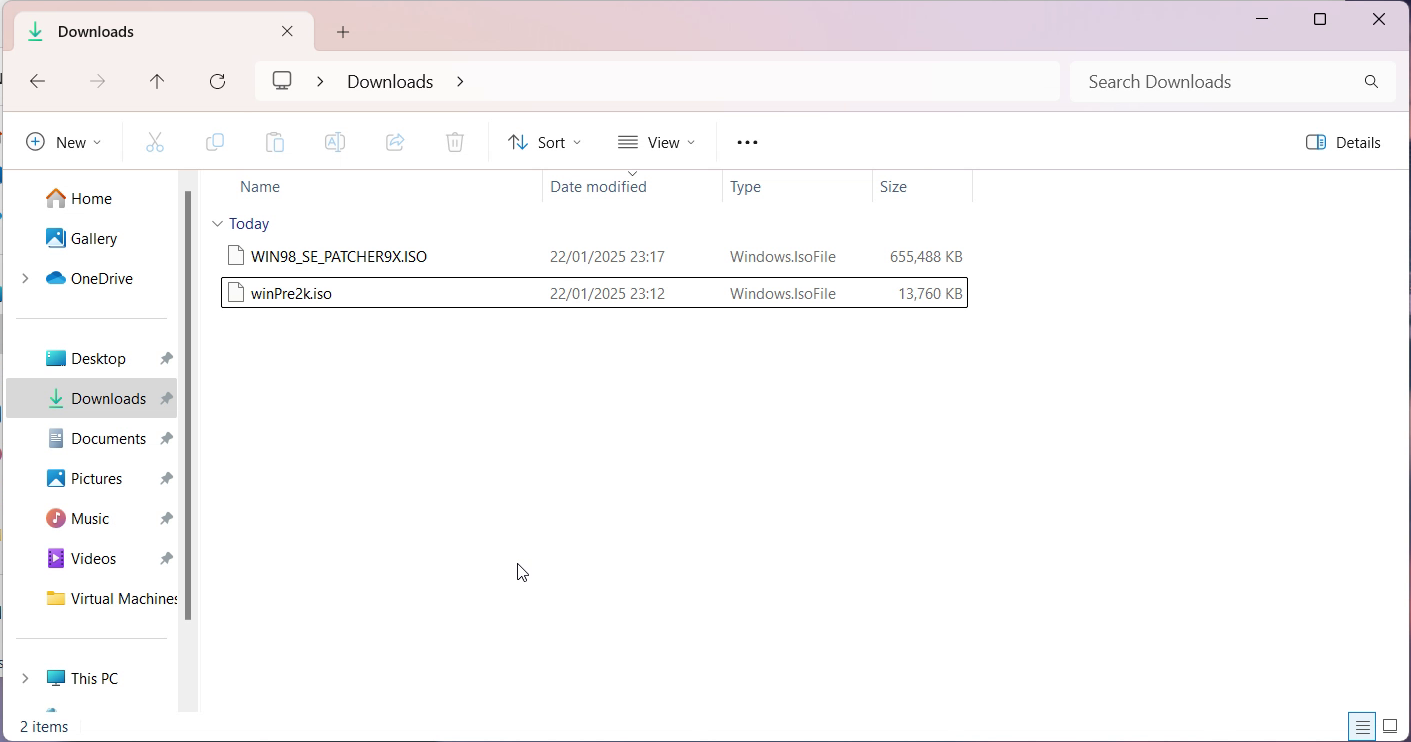 Downloads
Downloads
Search Downloads
New
Sort
View
Details
Home
Gallery
OneDrive
Desktop
Downloads
Documents
Pictures
Music
Videos
Virtual Machines
This PC
Name Date modified Type Size
Today
WIN98_SE_PATCHER9X.ISO 22/01/2025 23:17 Windows.IsoFile 655,488 KB
winPre2k.iso 22/01/2025 23:12 Windows.IsoFile 13,760 KB
2 items